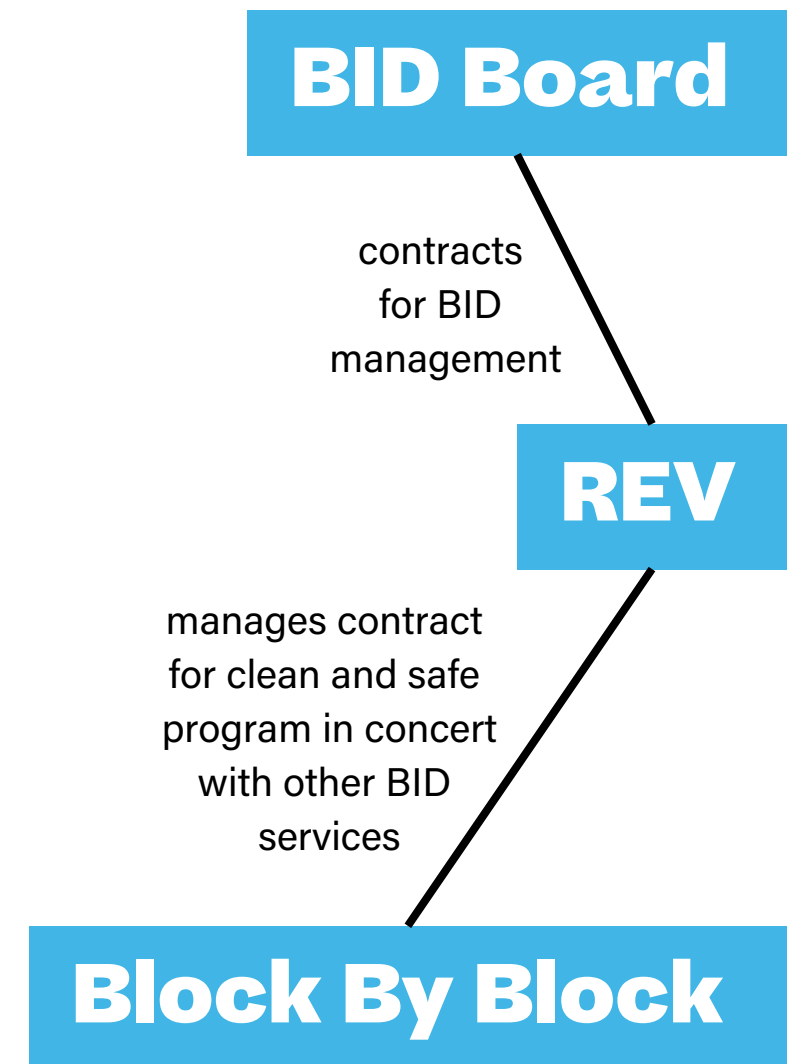 BID Board
contracts
for BID
management
REV
manages contract
for clean and safe
program in concert
with other BID
services
Block By Block